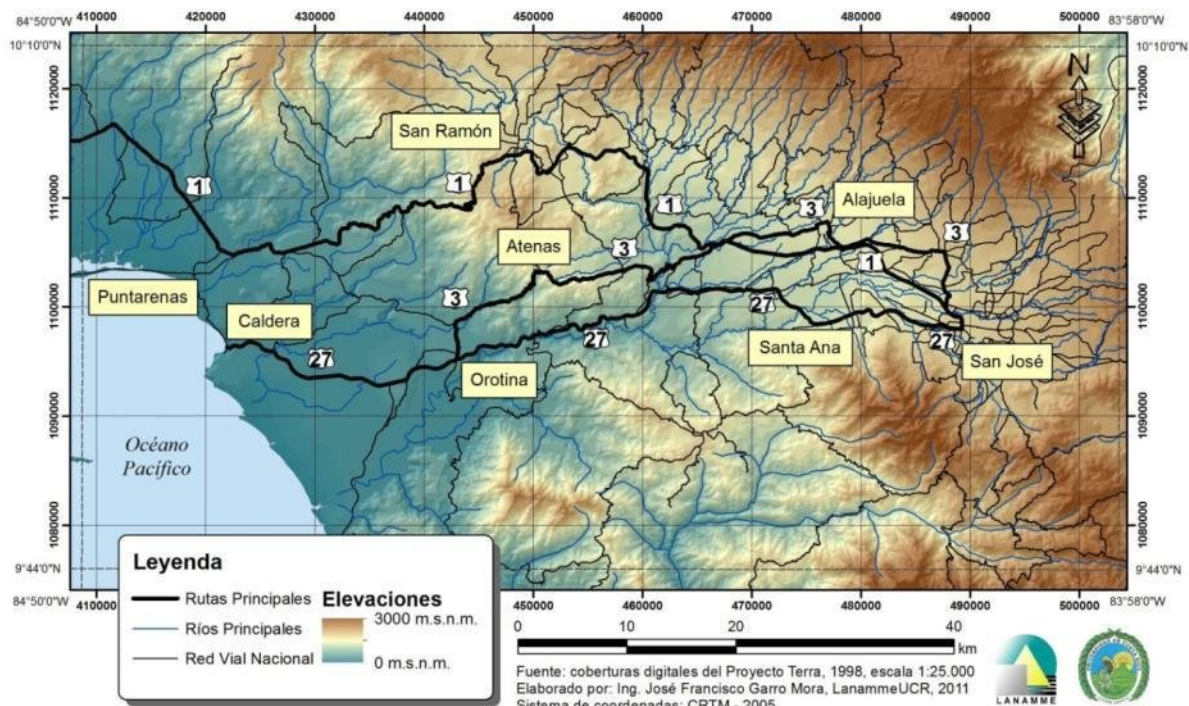 84°50'0"W 410000 420000 430000 440000 450000 460000 470000 480000 490000 500000 83°58'0"W
10°10'0"N 10°10'0"N
1120000 1120000
N
San Ramón
1
1
1110000 1110000
1
3
Alajuela
3
Atenas
3
1
3
Puntarenas
1100000 1100000
27
Caldera
27
27
27
Santa Ana
San José
Orotina
1090000 1090000
Océano
Pacífico
1080000 1080000
9°44'0"N 9°44'0"N
84°50'0"W 410000 450000 460000 470000 480000 490000 500000 83°58'0"W
Leyenda
Rutas Principales
Ríos Principales
Red Vial Nacional
Elevaciones
3000 m.s.n.m.
0 m.s.n.m.
0 10 20 40
km
Fuente: coberturas digitales del Proyecto Terra, 1998, escala 1:25.000
Elaborado por: Ing. José Francisco Garro Mora, LanammeUCR, 2011
Sistema de coordenadas: CRTM - 2005
LANAMME